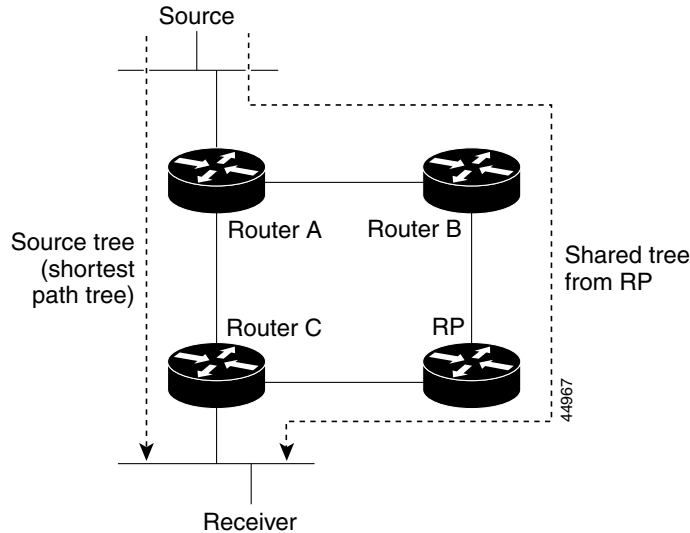 Source
Router A
Router B
Source tree
(shortest
path tree)
Shared tree
from RP
Router C
RP
44967
Receiver